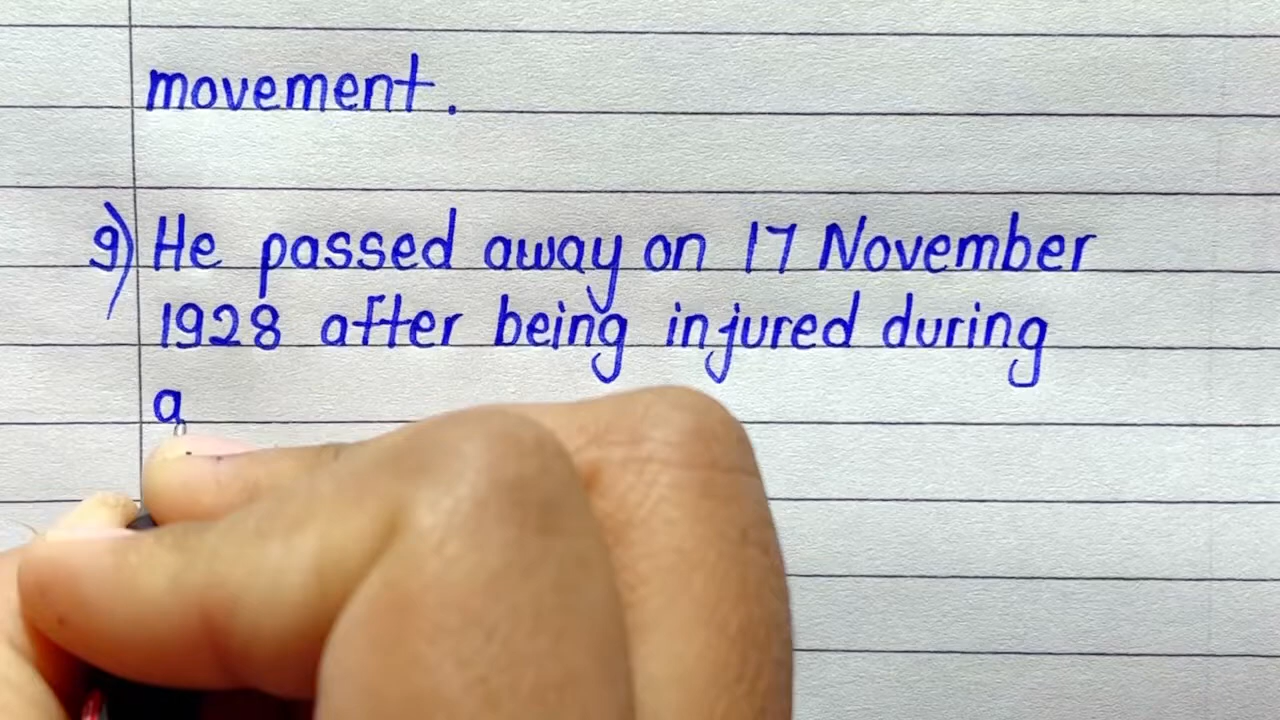 movement.
9) He passed away on 17 November
1928 after being injured during
a